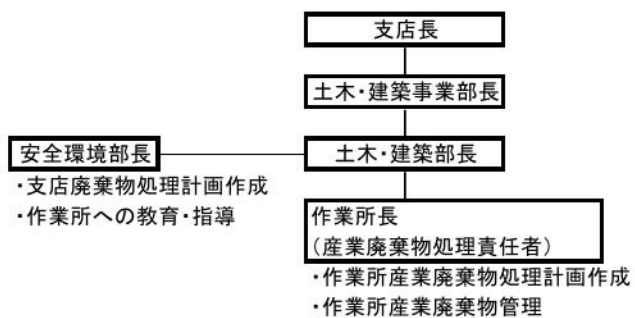 支店長
土木・建築事業部長
安全環境部長
土木・建築部長
・支店廃棄物処理計画作成
・作業所への教育・指導
作業所長
（産業廃棄物処理責任者）
・作業所産業廃棄物処理計画作成
・作業所産業廃棄物管理